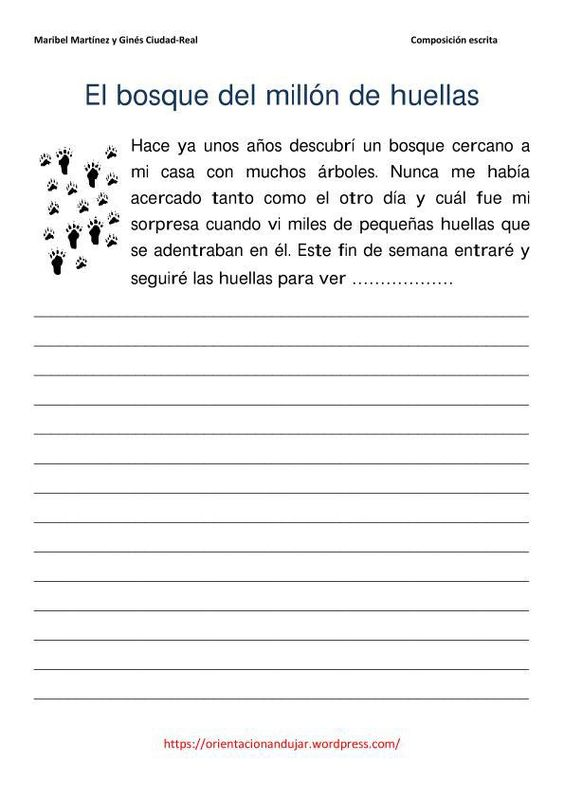 Maribel Martínez y Ginés Ciudad-Real Composición escrita
El bosque del millón de huellas
Hace ya unos años descubrí un bosque cercano a
mi casa con muchos árboles. Nunca me había
acercado tanto como el otro día y cuál fue mi
sorpresa cuando vi miles de pequeñas huellas que
se adentraban en él. Este fin de semana entraré y
seguiré las huellas para ver ………………
https://orientacionandujar.wordpress.com/